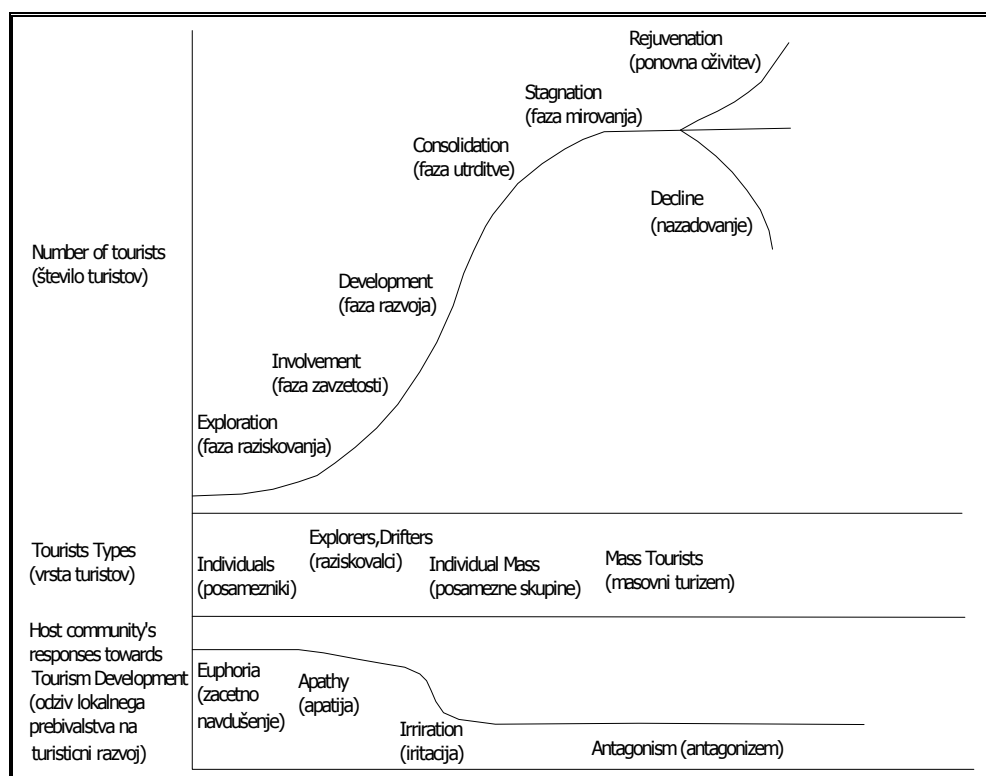 Rejuvenation
(ponovna oživitev)
Stagnation
(faza mirovanja)
Consolidation
(faza utrditve)
Decline
(nazadovanje)
Number of tourists
(število turistov)
Development
(faza razvoja)
Involvement
(faza zavzetosti)
Exploration
(faza raziskovanja)
Tourists Types
(vrsta turistov)
Individuals
(posamezniki)
Explorers,Drifters
(raziskovalci)
Individual Mass
(posamezne skupine)
Mass Tourists
(masovni turizem)
Host community's
responses towards
Tourism Development
(odziv lokalnega
prebivalstva na
turisticni razvoj)
Euphoria
(zacetno
navdušenje)
Apathy
(apatija)
Irriration
(iritacija)
Antagonism (antagonizem)